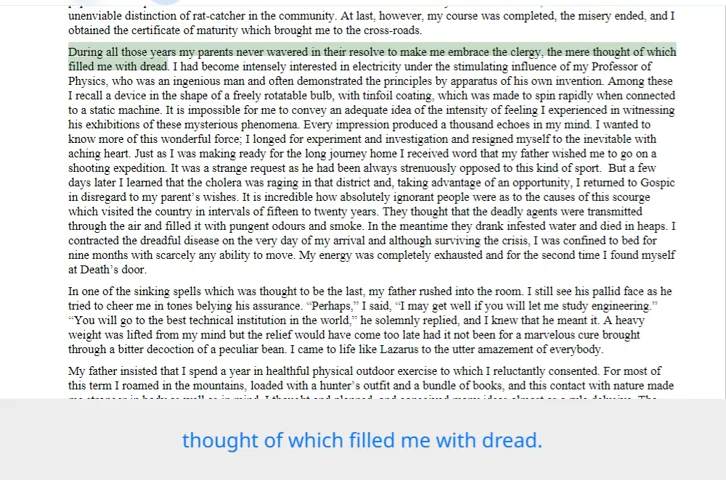 unenviable distinction of rat-catcher in the community. At last, however, my course was completed, the misery ended, and I
obtained the certificate of maturity which brought me to the cross-roads.
During all those years my parents never wavered in their resolve to make me embrace the clergy, the mere thought of which
filled me with dread. I had become intensely interested in electricity under the stimulating influence of my Professor of
Physics, who was an ingenious man and often demonstrated the principles by apparatus of his own invention. Among these
I recall a device in the shape of a freely rotatable bulb, with tinfoil coating, which was made to spin rapidly when connected
to a static machine. It is impossible for me to convey an adequate idea of the intensity of feeling I experienced in witnessing
his exhibitions of these mysterious phenomena. Every impression produced a thousand echoes in my mind. I wanted to
know more of this wonderful force; I longed for experiment and investigation and resigned myself to the inevitable with
aching heart. Just as I was making ready for the long journey home I received word that my father wished me to go on a
shooting expedition. It was a strange request as he had been always strenuously opposed to this kind of sport. But a few
days later I learned that the cholera was raging in that district and, taking advantage of an opportunity, I returned to Gospic
in disregard to my parent's wishes. It is incredible how absolutely ignorant people were as to the causes of this scourge
which visited the country in intervals of fifteen to twenty years. They thought that the deadly agents were transmitted
through the air and filled it with pungent odours and smoke. In the meantime they drank infested water and died in heaps. I
contracted the dreadful disease on the very day of my arrival and although surviving the crisis, I was confined to bed for
nine months with scarcely any ability to move. My energy was completely exhausted and for the second time I found myself
at Death's door.
In one of the sinking spells which was thought to be the last, my father rushed into the room. I still see his pallid face as he
tried to cheer me in tones belying his assurance. “Perhaps,” I said, “I may get well if you will let me study engineering.”
“You will go to the best technical institution in the world,” he solemnly replied, and I knew that he meant it. A heavy
weight was lifted from my mind but the relief would have come too late had it not been for a marvelous cure brought
through a bitter decoction of a peculiar bean. I came to life like Lazarus to the utter amazement of everybody.
My father insisted that I spend a year in healthful physical outdoor exercise to which I reluctantly consented. For most of
this term I roamed in the mountains, loaded with a hunter's outfit and a bundle of books, and this contact with nature made
thought of which filled me with dread.